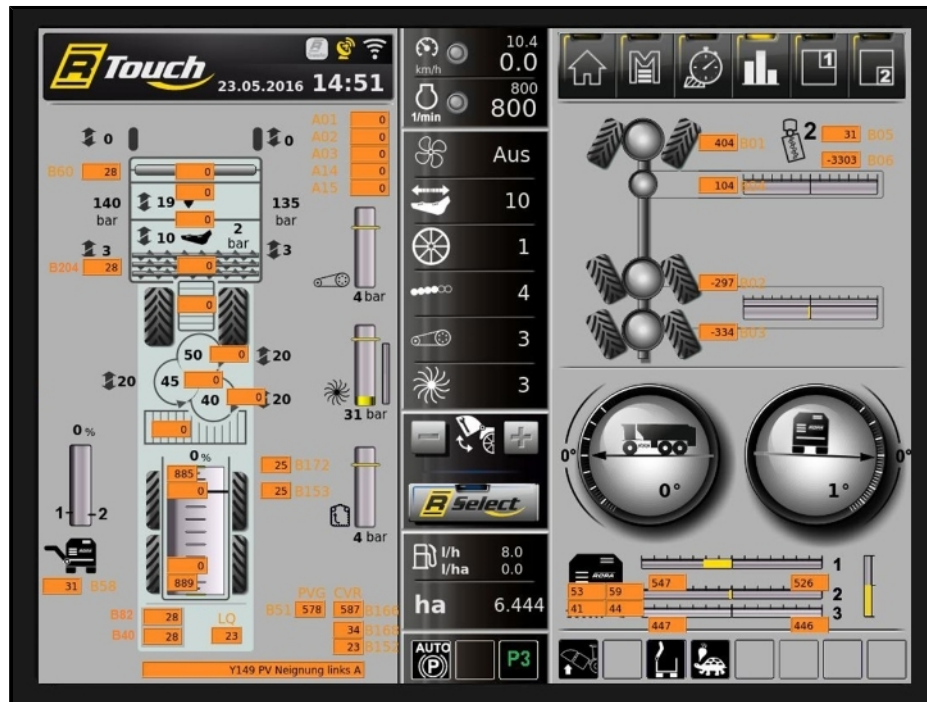 R Touch
23.05.2016 14:51
0
0
B60 28
0
140
bar
135
bar
19
0
0
10
2
bar
3
3
B204 28
0
0
A01 0
A02 0
A03 0
A14 0
A15 0
4 bar
50 0
20
20
45 0
40 0
20
0
31 bar
0 %
1 2
31 B58
0 %
885
0
0
889
25 B172
25 B153
4 bar
B82 28
B40 28
LQ
23
PVG CVR
B51 578 587 B166
34 B168
23 B152
Y149 PV Neignung links A
km/h
10.4
0.0
1/min
800
800
Aus
10
1
4
3
3
R Select
l/h 8.0
l/ha 0.0
ha 6.444
AUTO
P
P3
M
1
2
404 B01
2
31 B05
-3303 B06
104
-297 B02
-334 B03
0°
0°
1°
0°
ROPA
53 59
41 44
547 526
1
2
3
447 446